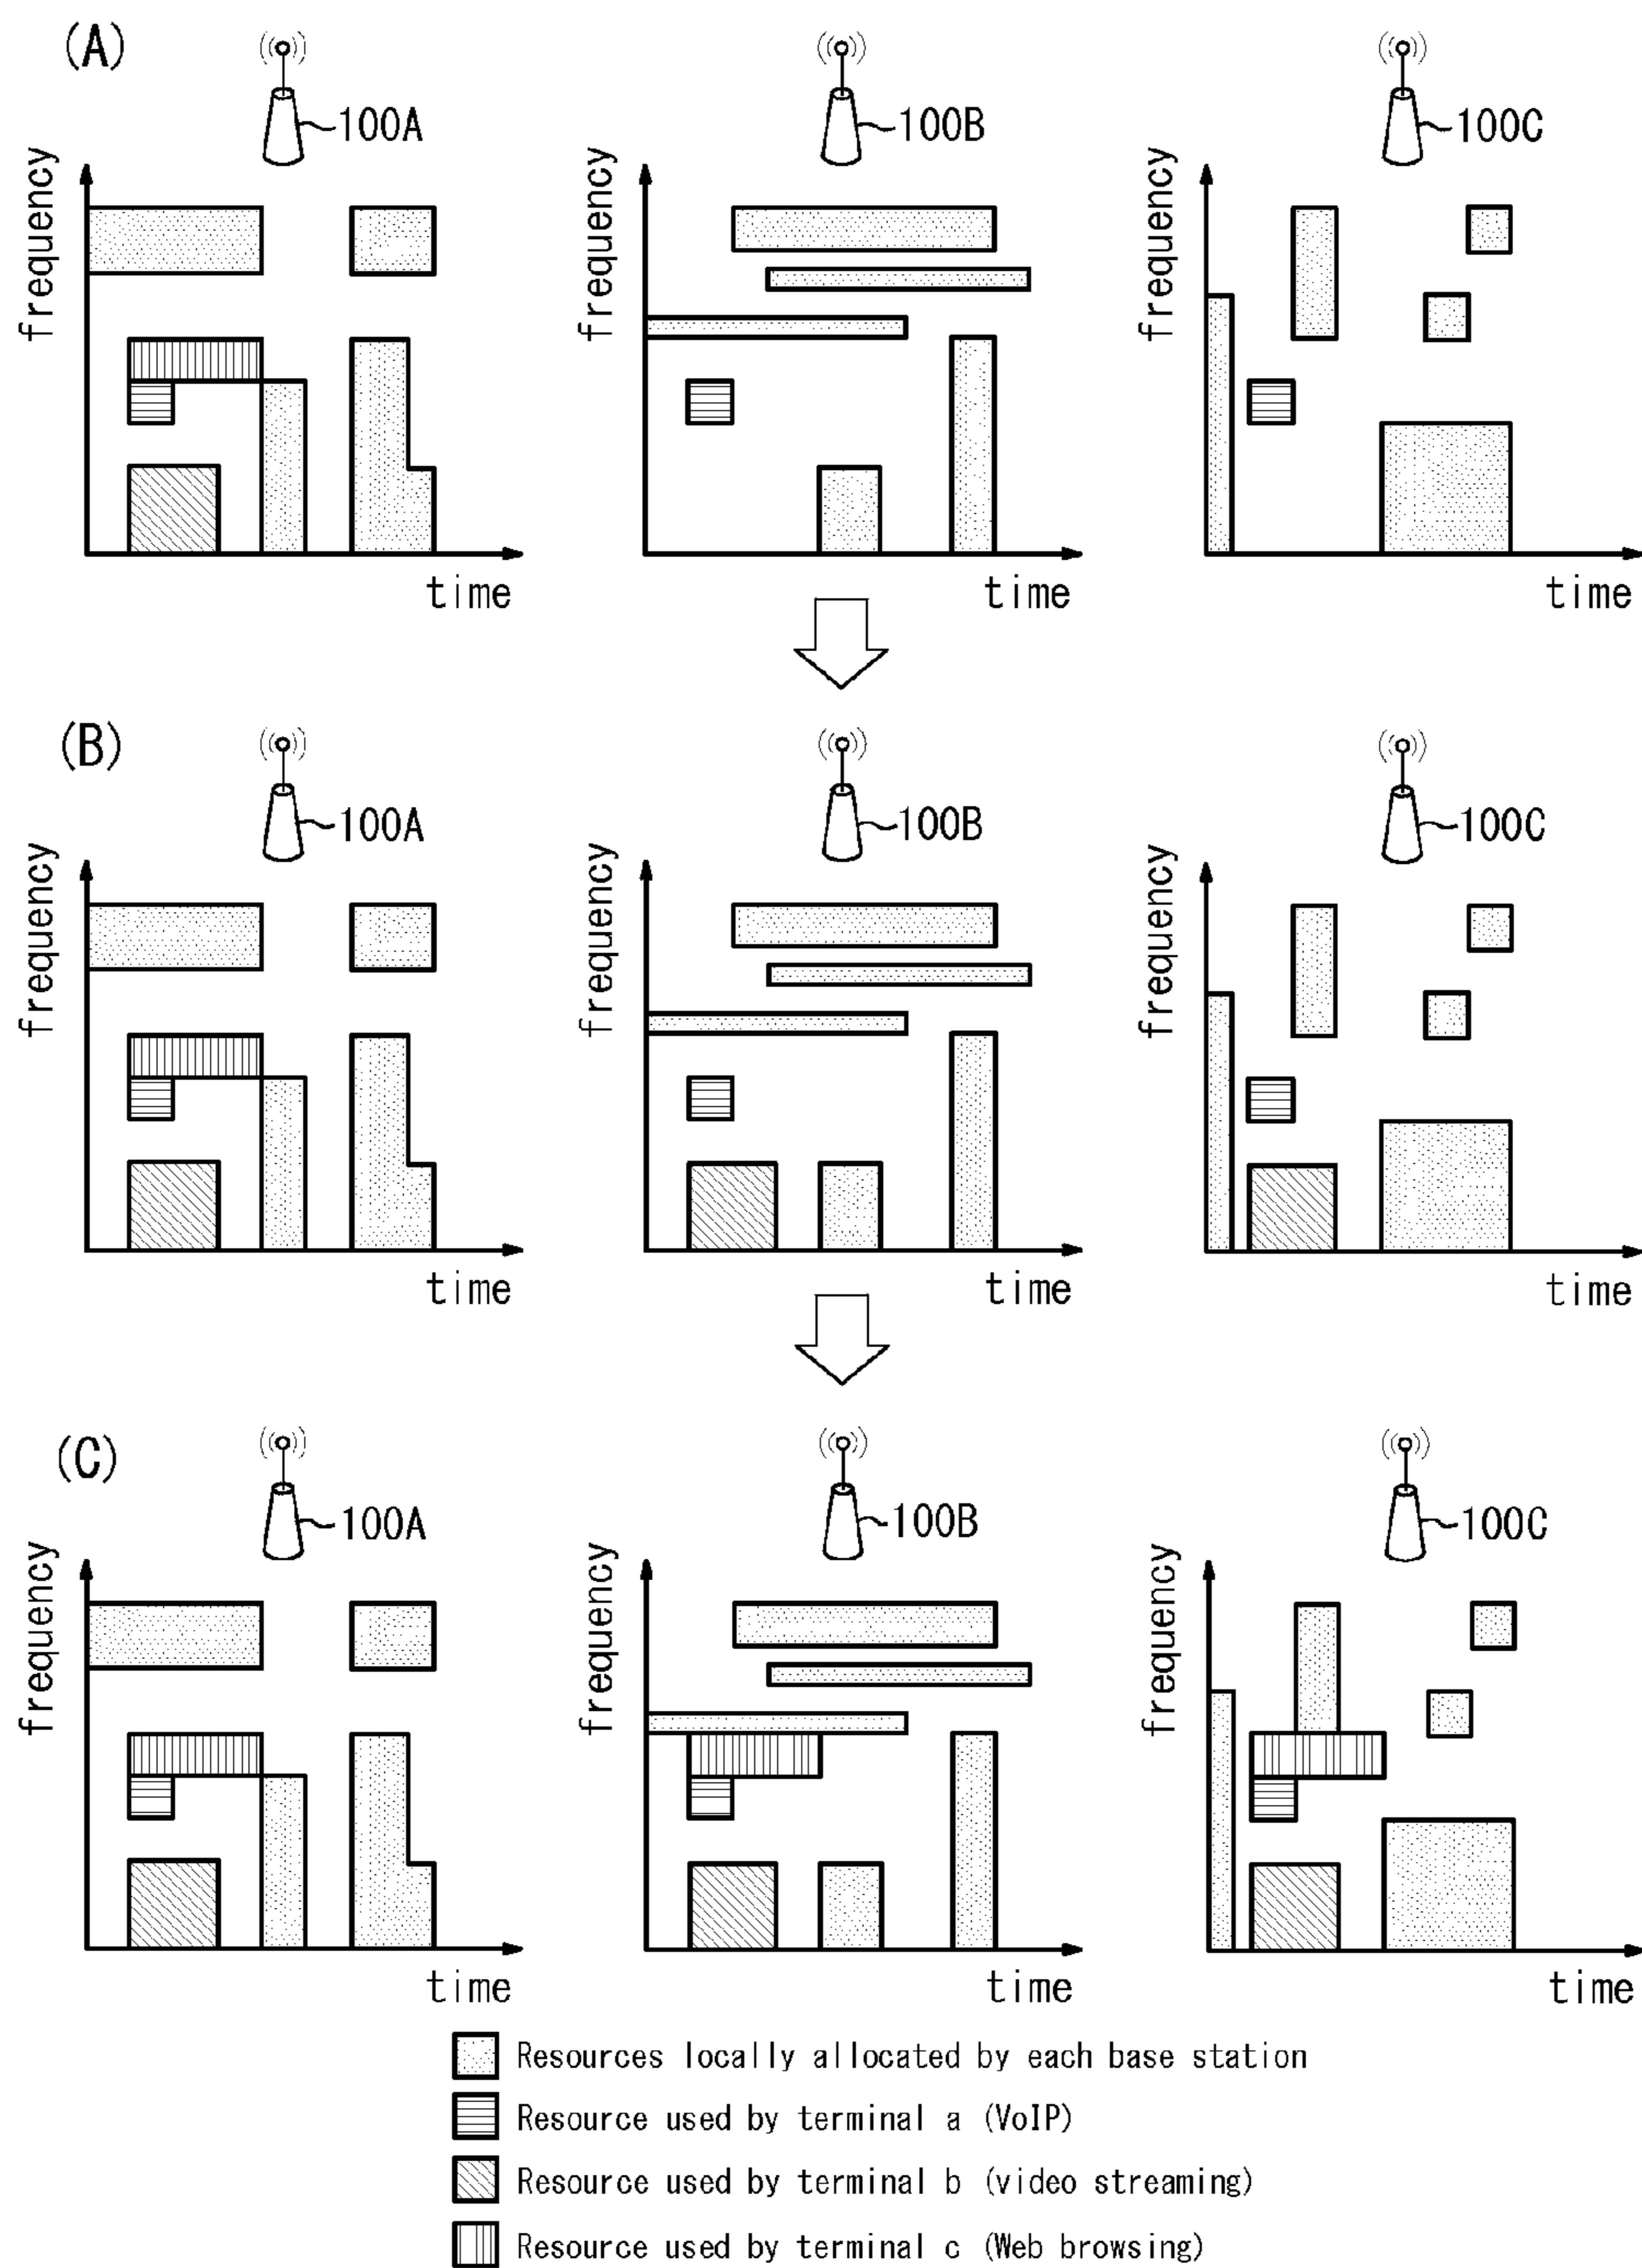 (A)
100A
100B
100C
frequency
frequency
frequency
time
time
time
(B)
100A
100B
100C
frequency
frequency
frequency
time
time
time
(C)
100A
100B
100C
frequency
frequency
frequency
time
time
time
Resources locally allocated by each base station
Resource used by terminal a (VoIP)
Resource used by terminal b (video streaming)
Resource used by terminal c (Web browsing)